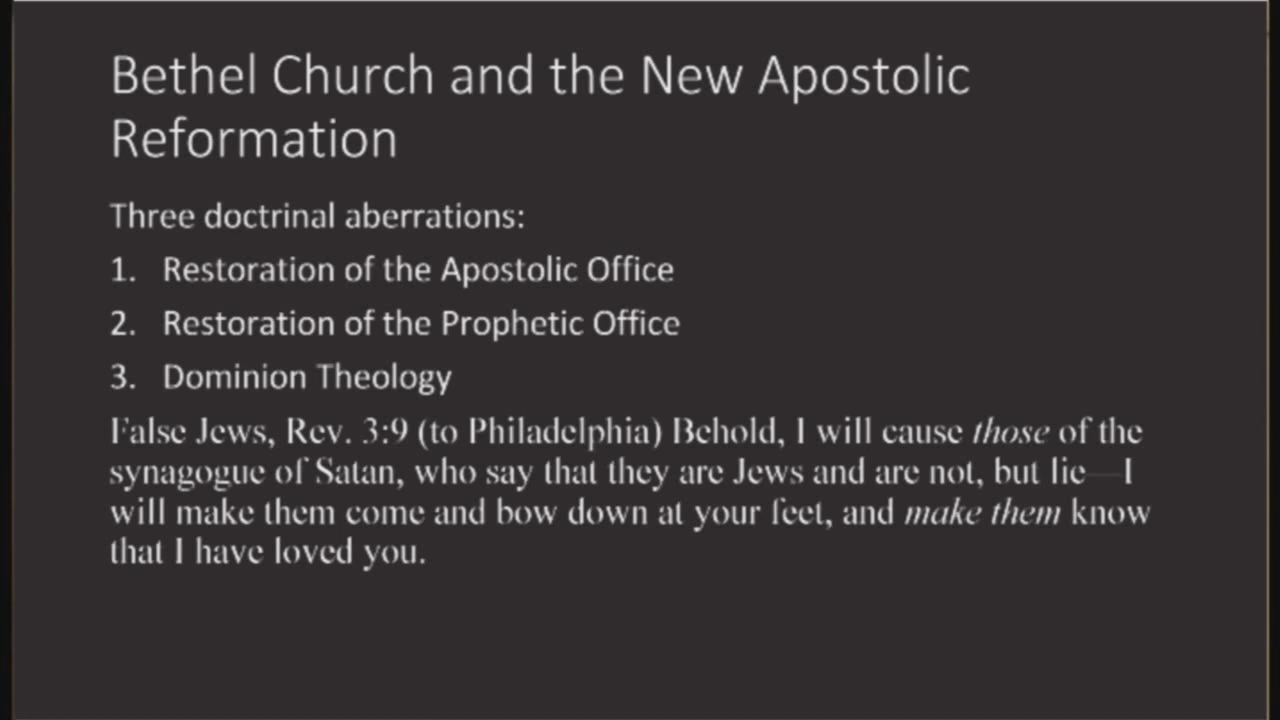 Bethel Church and the New Apostolic
Reformation
Three doctrinal aberrations:
1. Restoration of the Apostolic Office
2. Restoration of the Prophetic Office
3. Dominion Theology
False Jews, Rev. 3:9 (to Philadelphia) Behold, I will cause those of the
synagogue of Satan, who say that they are Jews and are not, but lie—I
will make them come and bow down at your feet, and make them know
that I have loved you.